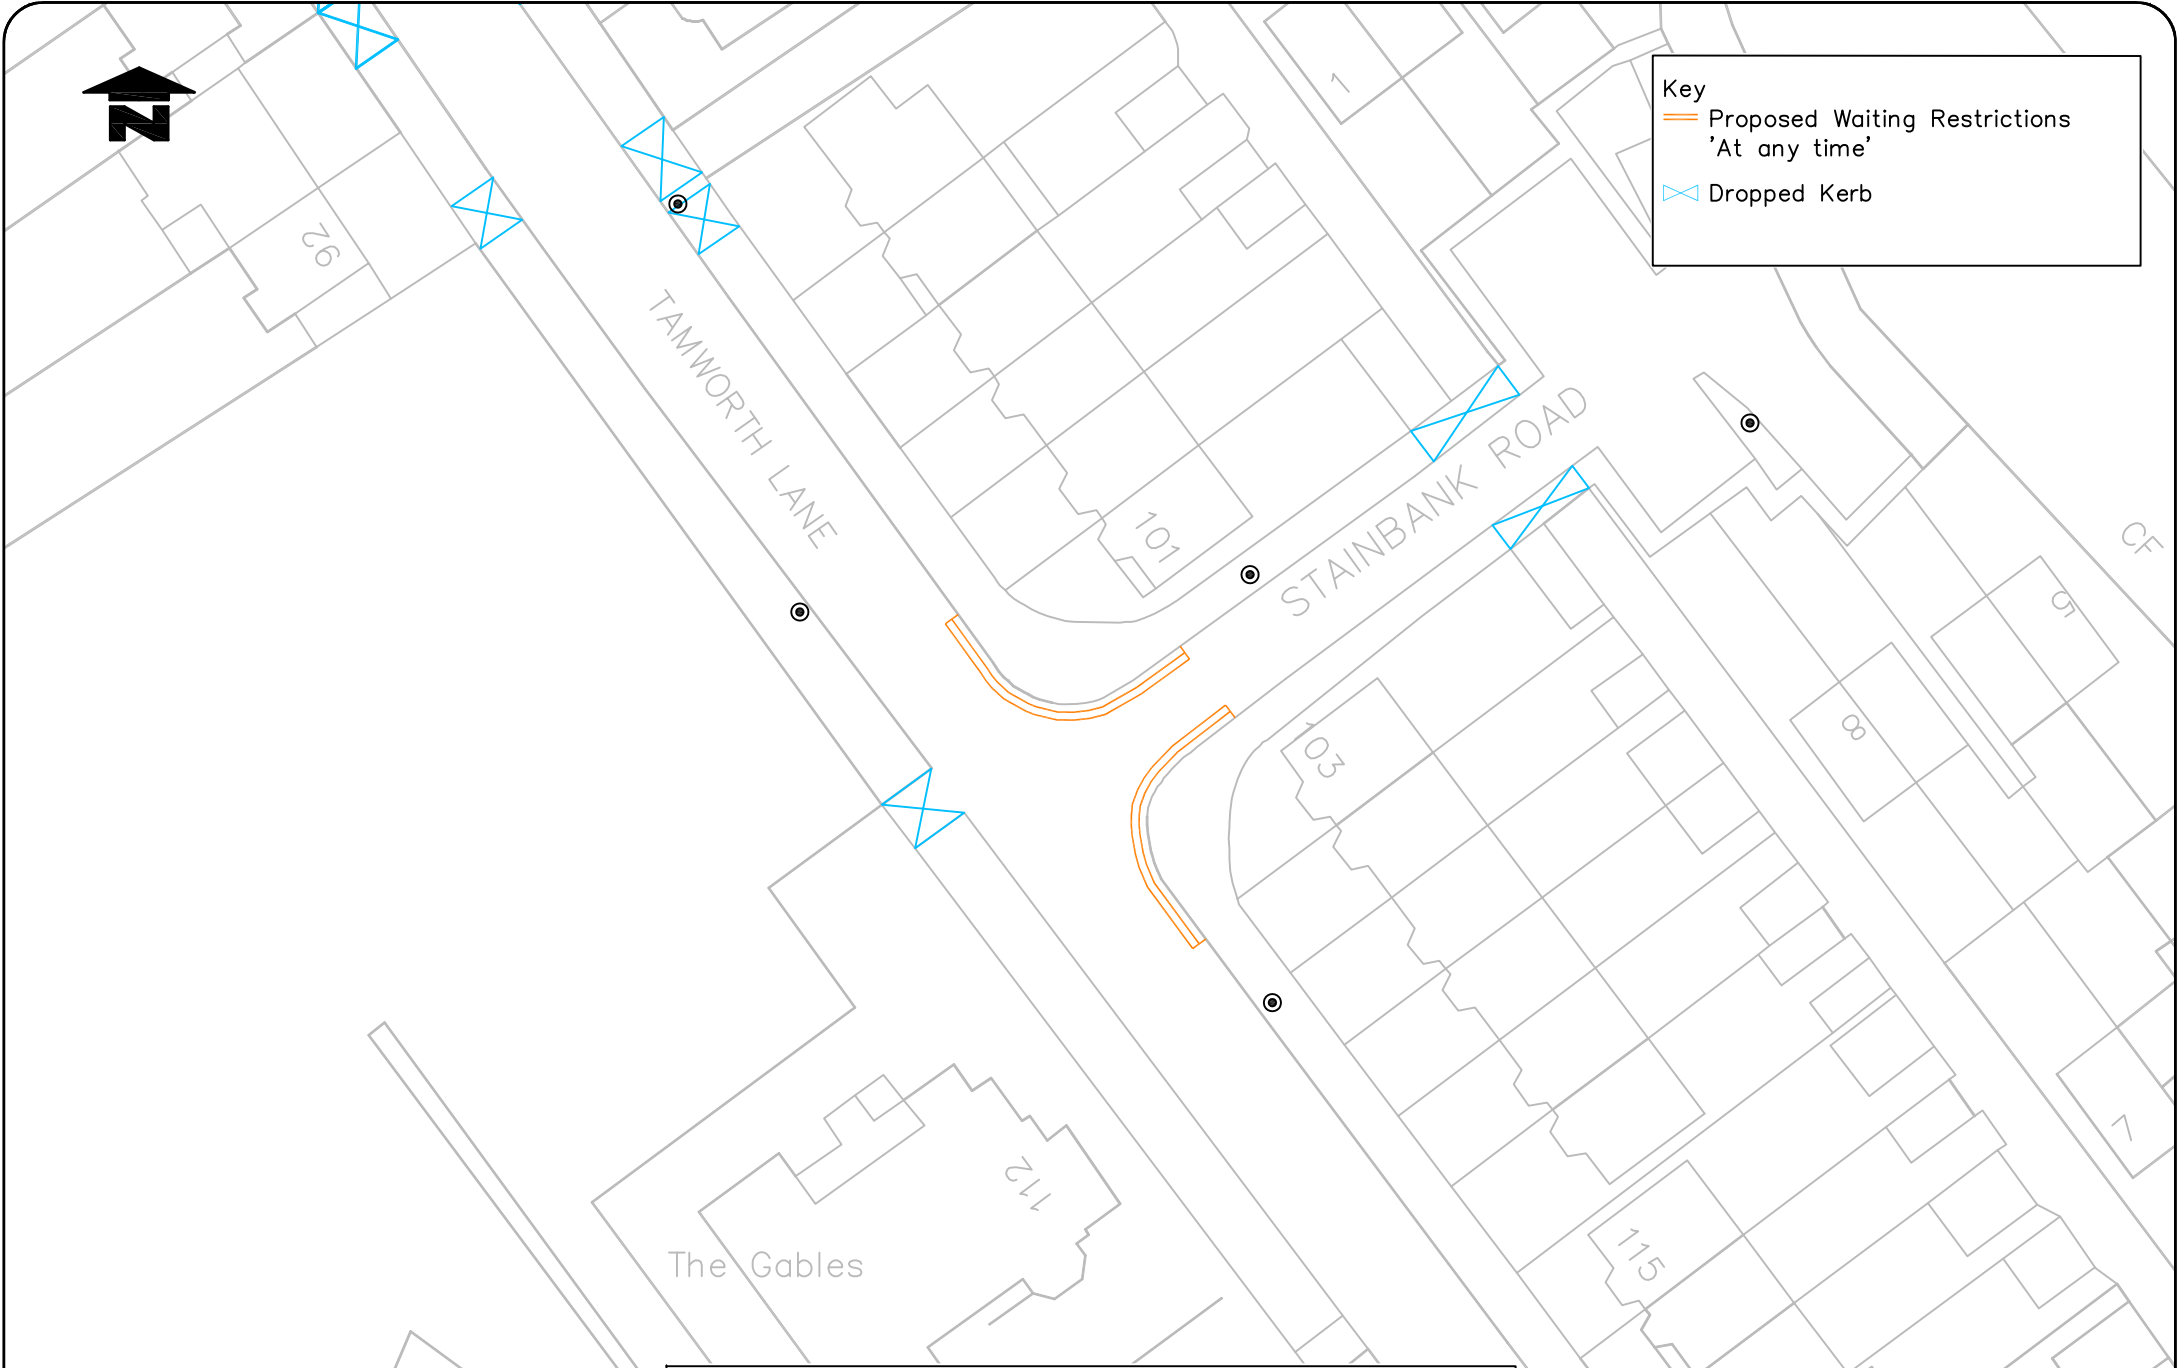 N
Key
Proposed Waiting Restrictions
'At any time'
Dropped Kerb
1
92
TAMWORTH LANE
STAINBANK ROAD
101
CF
5
8
103
7
112
The Gables
115